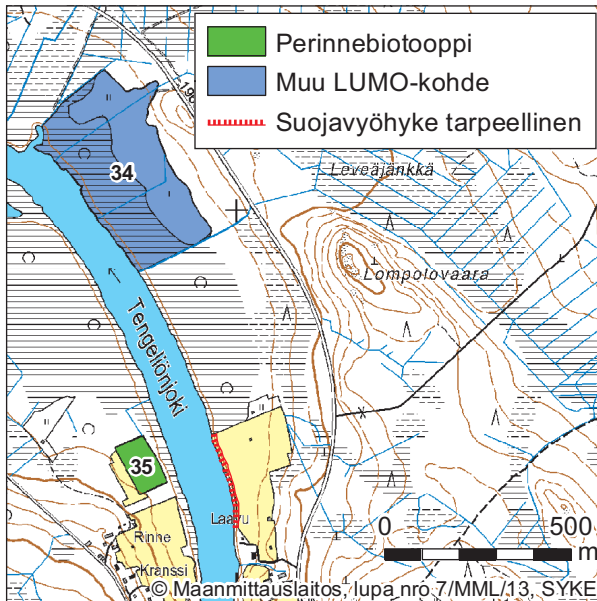 Perinnebiotooppi
Muu LUMO-kohde
Suojavyöhyke tarpeellinen
34
Leveäjänkkä
Lompolovaara
Tengeliönjoki
35
Laavu
Rinne
Kranssi
0
500
m
© Maanmittauslaitos, lupa nro 7/MML/13, SYKE